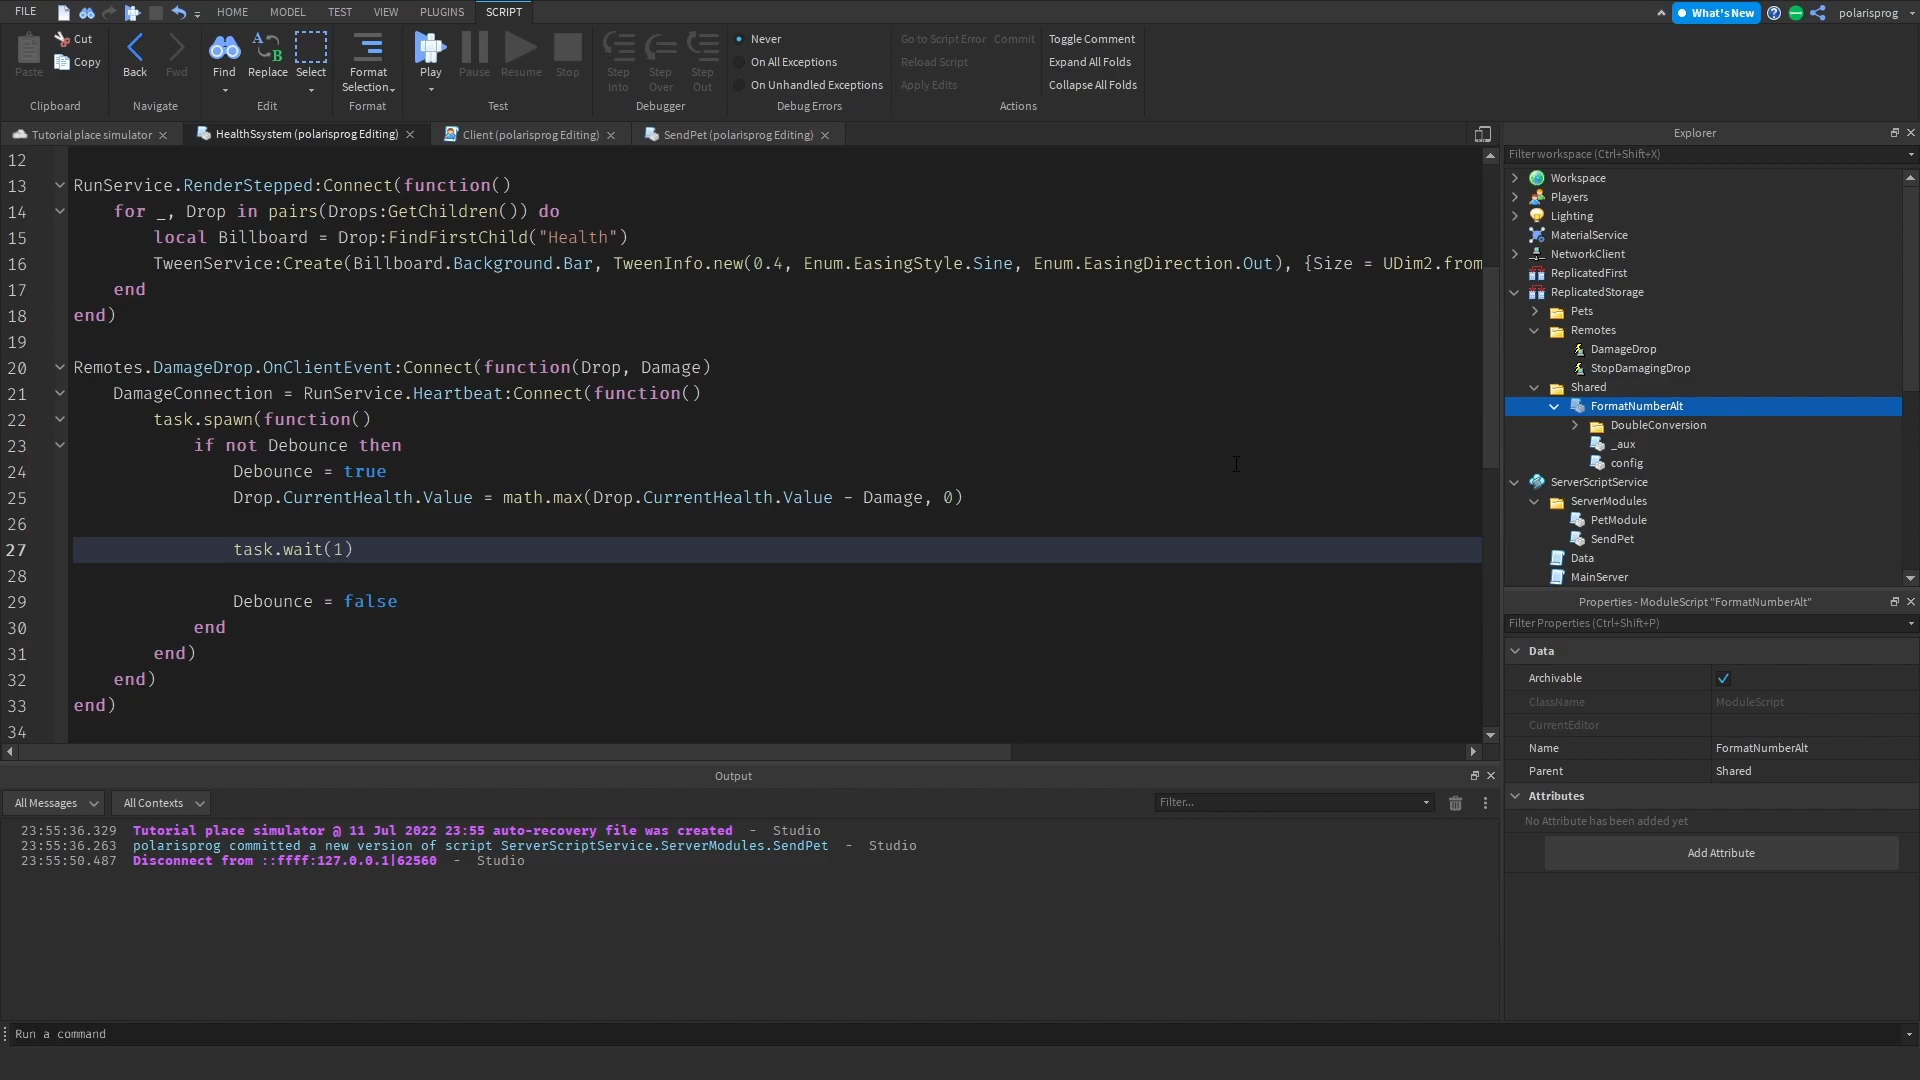 FILE HOME MODEL TEST VIEW PLUGINS SCRIPT What's New polarisprog
Paste Cut Copy Back Fwd Find Replace Select Format Selection Play Pause Resume Stop Step Into Step Over Step Out
Never Go to Script Error Commit Toggle Comment
On All Exceptions Reload Script Expand All Folds
On Unhandled Exceptions Apply Edits Collapse All Folds
Clipboard Navigate Edit Format Test Debugger Debug Errors Actions
Tutorial place simulator HealthSsystem (polarisprog Editing) Client (polarisprog Editing) SendPet (polarisprog Editing)
12
13 RunService.RenderStepped:Connect(function()
14 for _, Drop in pairs(Drops:GetChildren()) do
15 local Billboard = Drop:FindFirstChild("Health")
16 TweenService:Create(Billboard.Background.Bar, TweenInfo.new(0.4, Enum.EasingStyle.Sine, Enum.EasingDirection.Out), {Size = UDim2.from
17 end
18 end)
19
20 Remotes.DamageDrop.OnClientEvent:Connect(function(Drop, Damage)
21 DamageConnection = RunService.Heartbeat:Connect(function()
22 task.spawn(function()
23 if not Debounce then
24 Debounce = true
25 Drop.CurrentHealth.Value = math.max(Drop.CurrentHealth.Value - Damage, 0)
26
27 task.wait(1)
28
29 Debounce = false
30 end
31 end)
32 end)
33 end)
34
Output
All Messages All Contexts Filter...
23:55:36.329 Tutorial place simulator @ 11 Jul 2022 23:55 auto-recovery file was created - Studio
23:55:36.263 polarisprog committed a new version of script ServerScriptService.ServerModules.SendPet - Studio
23:55:50.487 Disconnect from ::ffff:127.0.0.1|62560 - Studio
Run a command
Explorer
Filter workspace (Ctrl+Shift+X)
Workspace
Players
Lighting
MaterialService
NetworkClient
ReplicatedFirst
ReplicatedStorage
Pets
Remotes
DamageDrop
StopDamagingDrop
Shared
FormatNumberAlt
DoubleConversion
_aux
config
ServerScriptService
ServerModules
PetModule
SendPet
Data
MainServer
Properties - ModuleScript "FormatNumberAlt"
Filter Properties (Ctrl+Shift+P)
Data
Archivable
ClassName ModuleScript
CurrentEditor
Name FormatNumberAlt
Parent Shared
Attributes
No Attribute has been added yet
Add Attribute